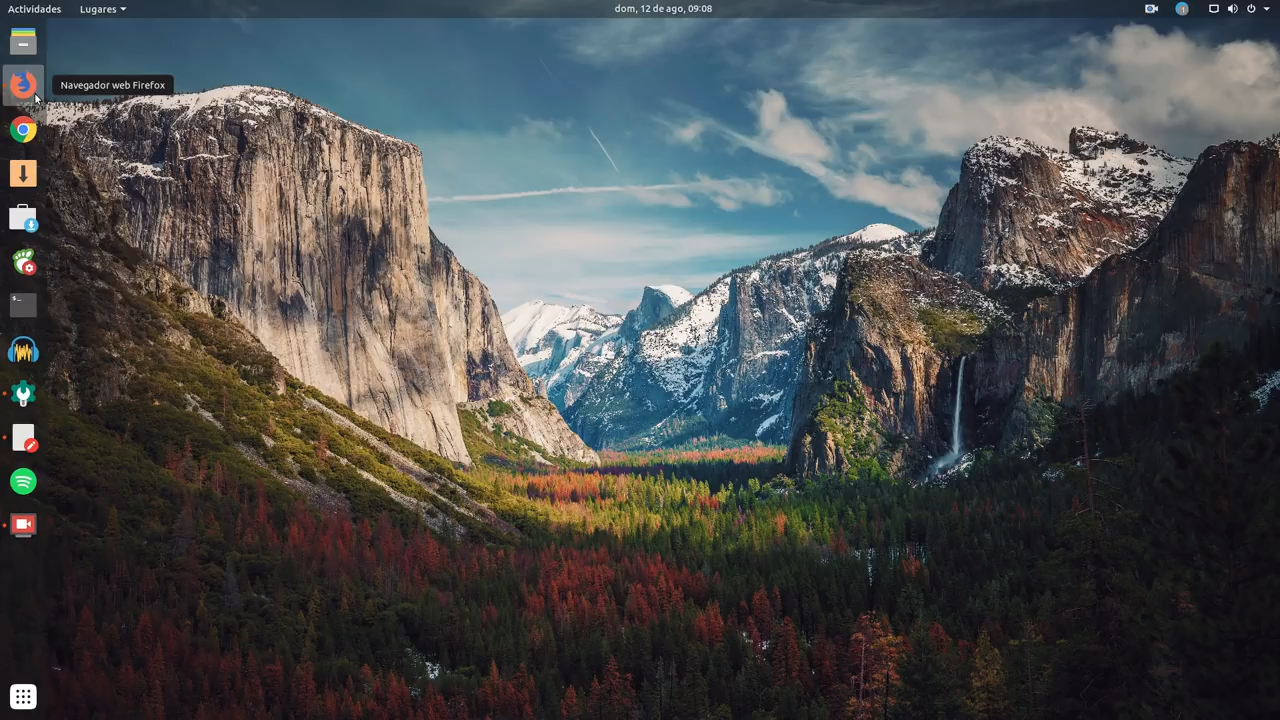 Actividades
Lugares
dom, 12 de ago, 09:08
Navegador web Firefox